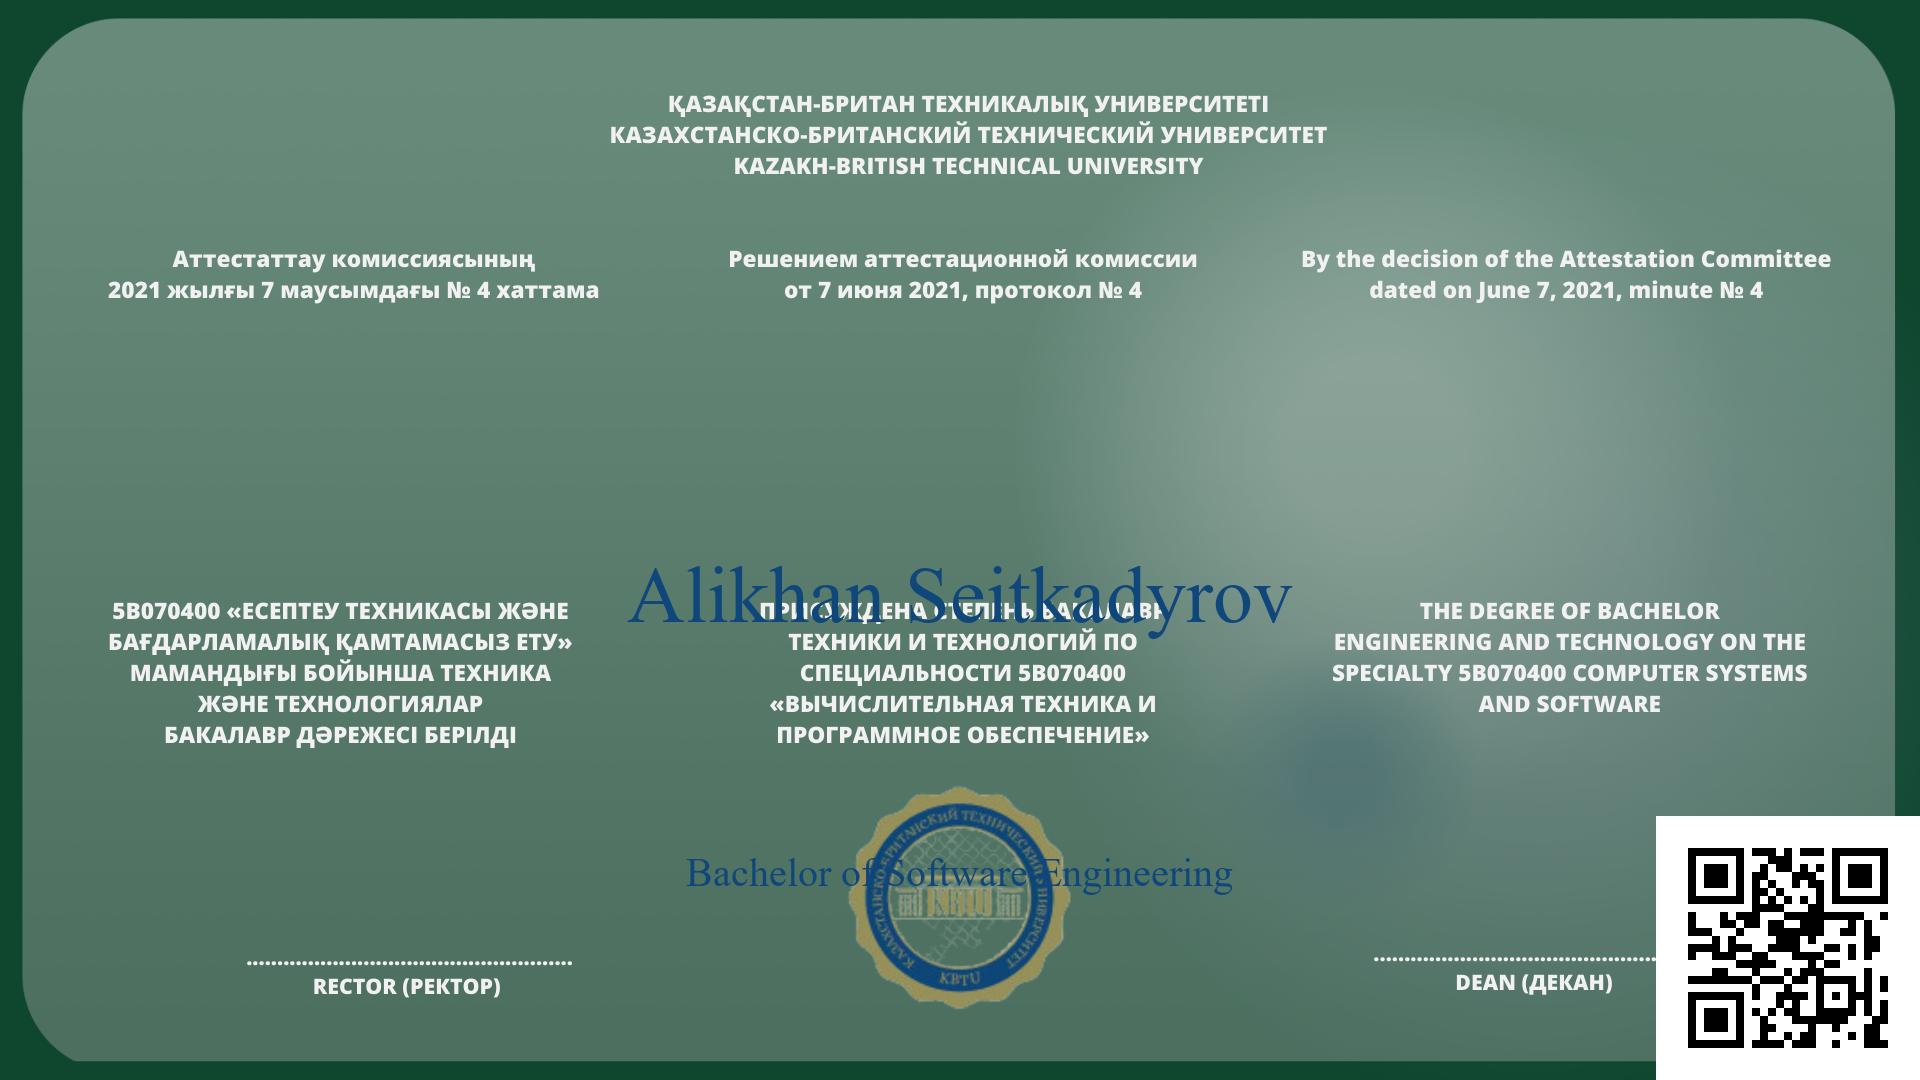 ҚАЗАҚСТАН-БРИТАН ТЕХНИКАЛЫҚ УНИВЕРСИТЕТІ
КАЗАХСТАНСКО-БРИТАНСКИЙ ТЕХНИЧЕСКИЙ УНИВЕРСИТЕТ
KAZAKH-BRITISH TECHNICAL UNIVERSITY
Аттестаттау комиссиясының
2021 жылғы 7 маусымдағы № 4 хаттама
Решением аттестационной комиссии
от 7 июня 2021, протокол № 4
By the decision of the Attestation Committee
dated on June 7, 2021, minute № 4
Alikhan Seitkadyrov
5В070400 «ЕСЕПТЕУ ТЕХНИКАСЫ ЖӘНЕ
БАҒДАРЛАМАЛЫҚ ҚАМТАМАСЫЗ ЕТУ»
МАМАНДЫҒЫ БОЙЫНША ТЕХНИКА
ЖӘНЕ ТЕХНОЛОГИЯЛАР
БАКАЛАВР ДӘРЕЖЕСІ БЕРІЛДІ
ПРИСУЖДЕНА СТЕПЕНЬ БАКАЛАВР
ТЕХНИКИ И ТЕХНОЛОГИЙ ПО
СПЕЦИАЛЬНОСТИ 5В070400
«ВЫЧИСЛИТЕЛЬНАЯ ТЕХНИКА И
ПРОГРАММНОЕ ОБЕСПЕЧЕНИЕ»
THE DEGREE OF BACHELOR
ENGINEERING AND TECHNOLOGY ON THE
SPECIALTY 5B070400 COMPUTER SYSTEMS
AND SOFTWARE
Bachelor of Software Engineering
КАЗАХСТАНСКО-БРИТАНСКИЙ ТЕХНИЧЕСКИЙ УНИВЕРСИТЕТ
KBTU
KBTU
RECTOR (РЕКТОР)
DEAN (ДЕКАН)